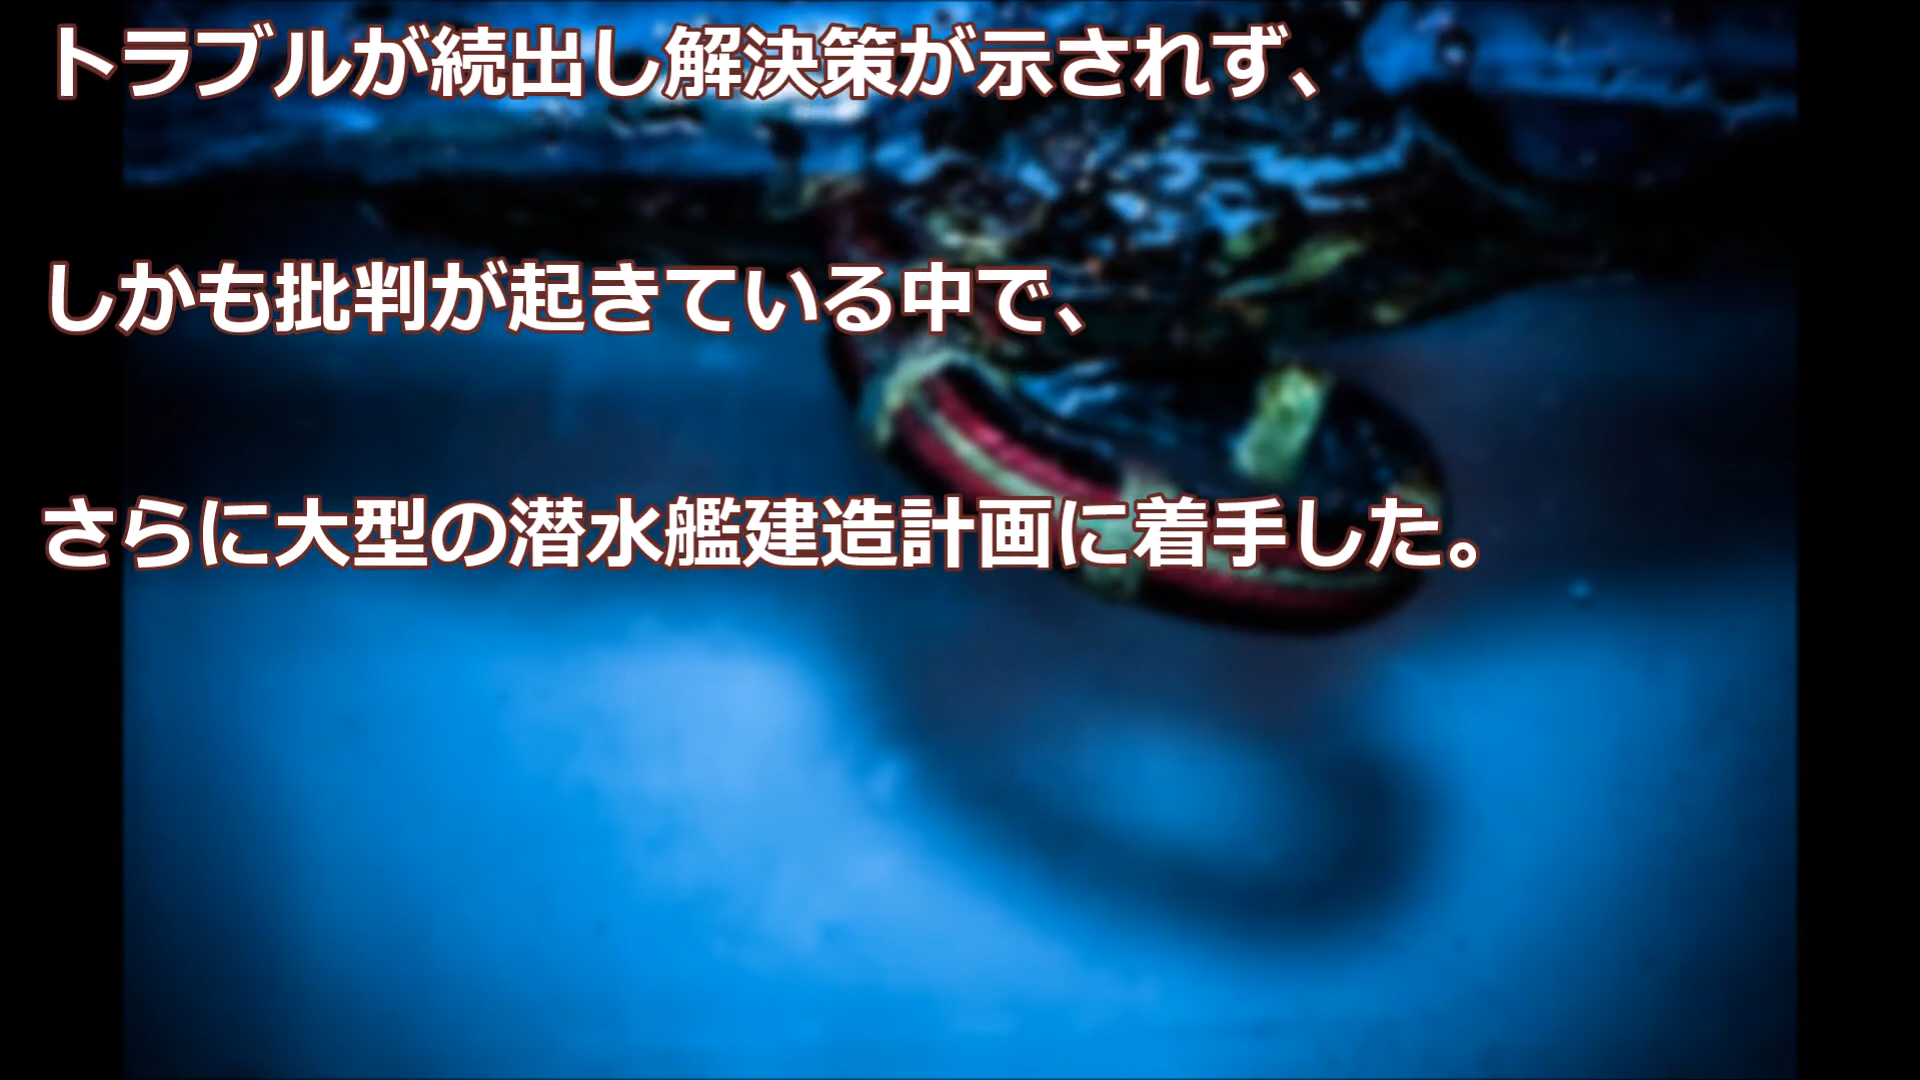 トラブルが続出し解決策が示されず、
しかも批判が起きている中で、
さらに大型の潜水艦建造計画に着手した。